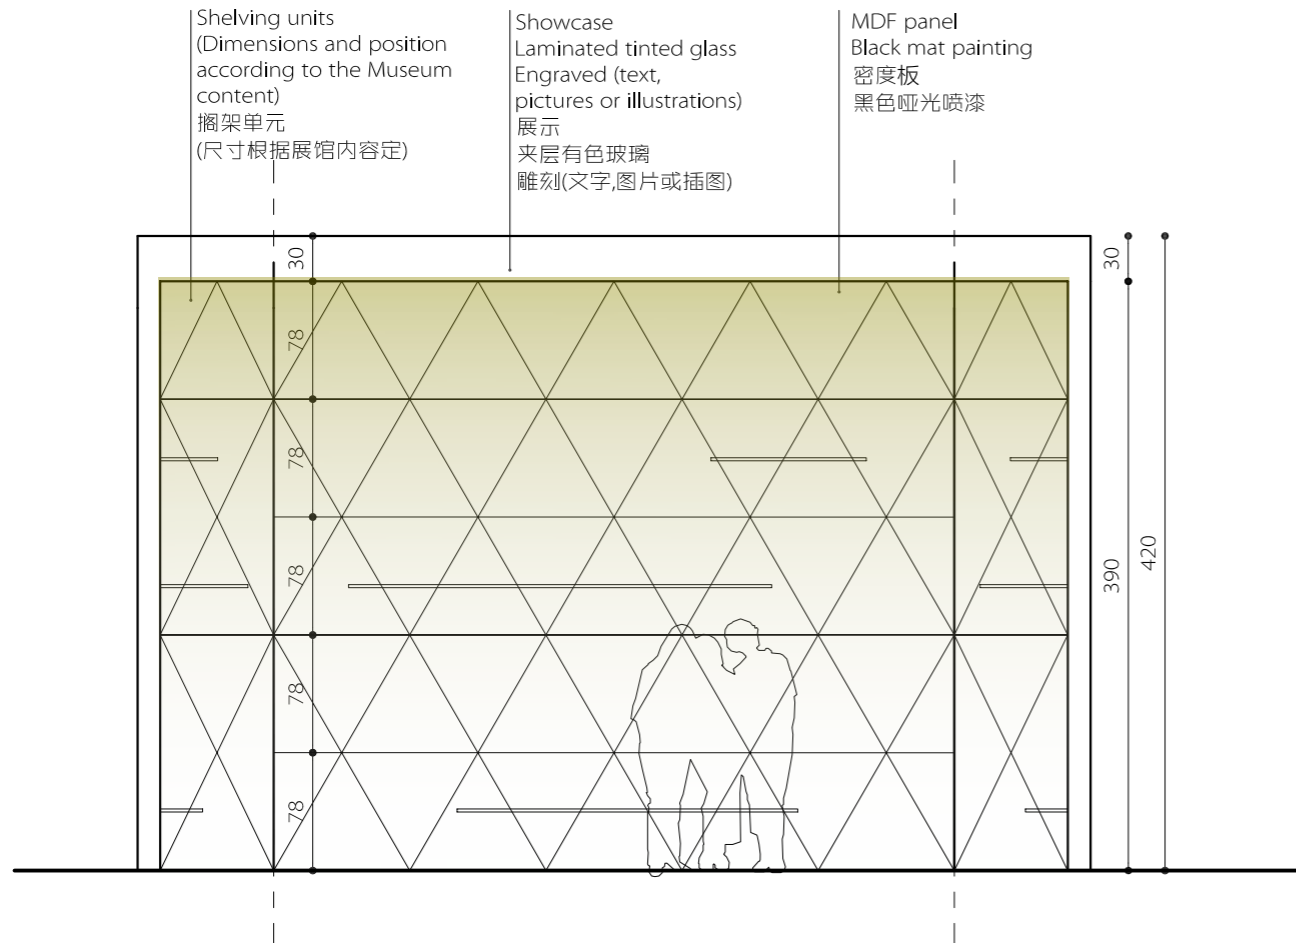 Shelving units
(Dimensions and position
according to the Museum
content)
搁架单元
(尺寸根据展馆内容定)
Showcase
Laminated tinted glass
Engraved (text,
pictures or illustrations)
展示
夹层有色玻璃
雕刻(文字,图片或插图)
MDF panel
Black mat painting
密度板
黑色哑光喷漆
30
78
78
78
78
78
30
390
420